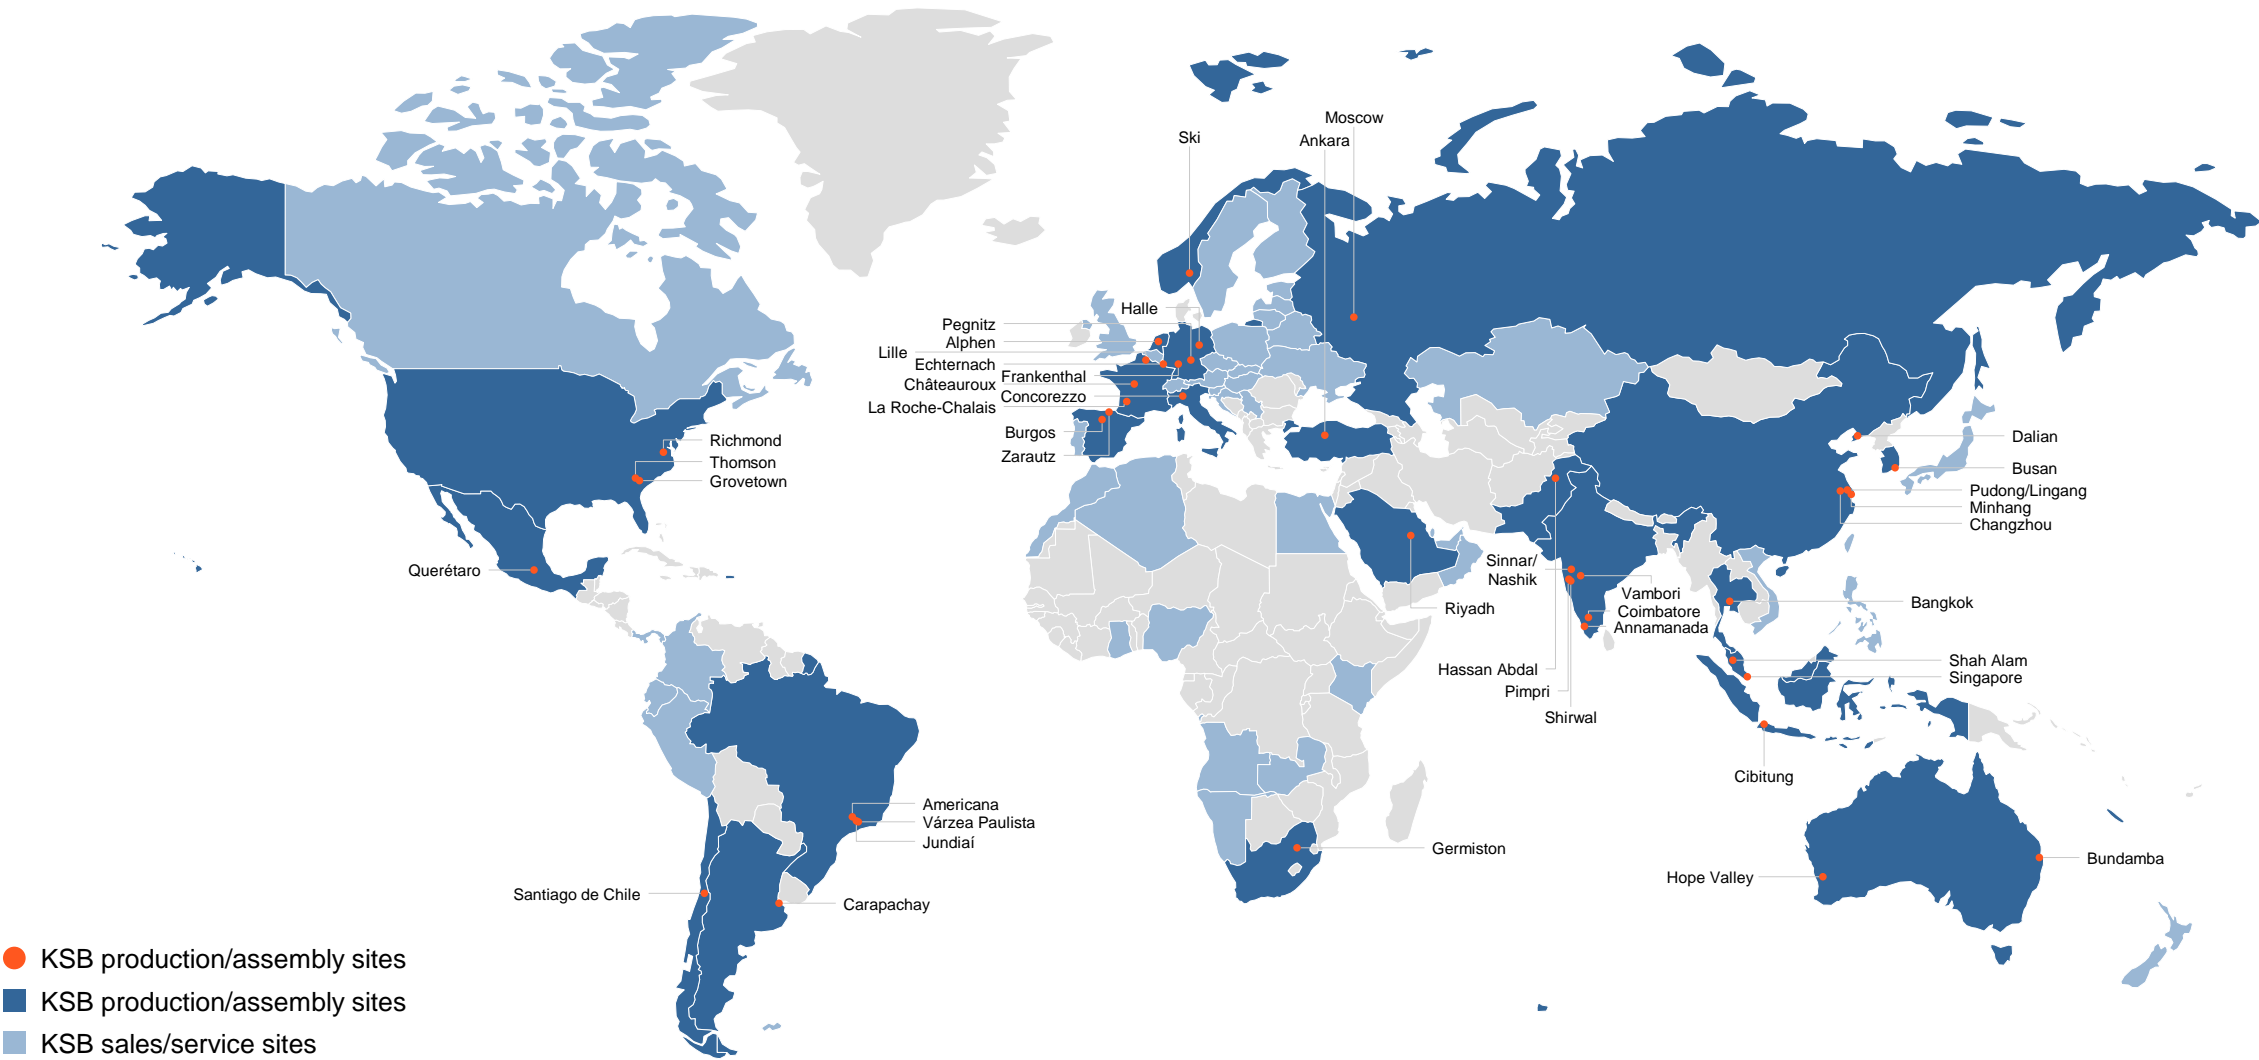 Moscow
Ski
Ankara
Halle
Pegnitz
Alphen
Lille
Echternach
Frankenthal
Châteauroux
Concorezzo
La Roche-Chalais
Burgos
Zarautz
Richmond
Thomson
Grovetown
Querétaro
Dalian
Busan
Pudong/Lingang
Minhang
Changzhou
Sinnar/
Nashik
Vambori
Coimbatore
Annamanada
Riyadh
Bangkok
Hassan Abdal
Pimpri
Shirwal
Shah Alam
Singapore
Cibitung
Americana
Várzea Paulista
Jundiaí
Germiston
Bundamba
Hope Valley
Santiago de Chile
Carapachay
KSB production/assembly sites
KSB production/assembly sites
KSB sales/service sites